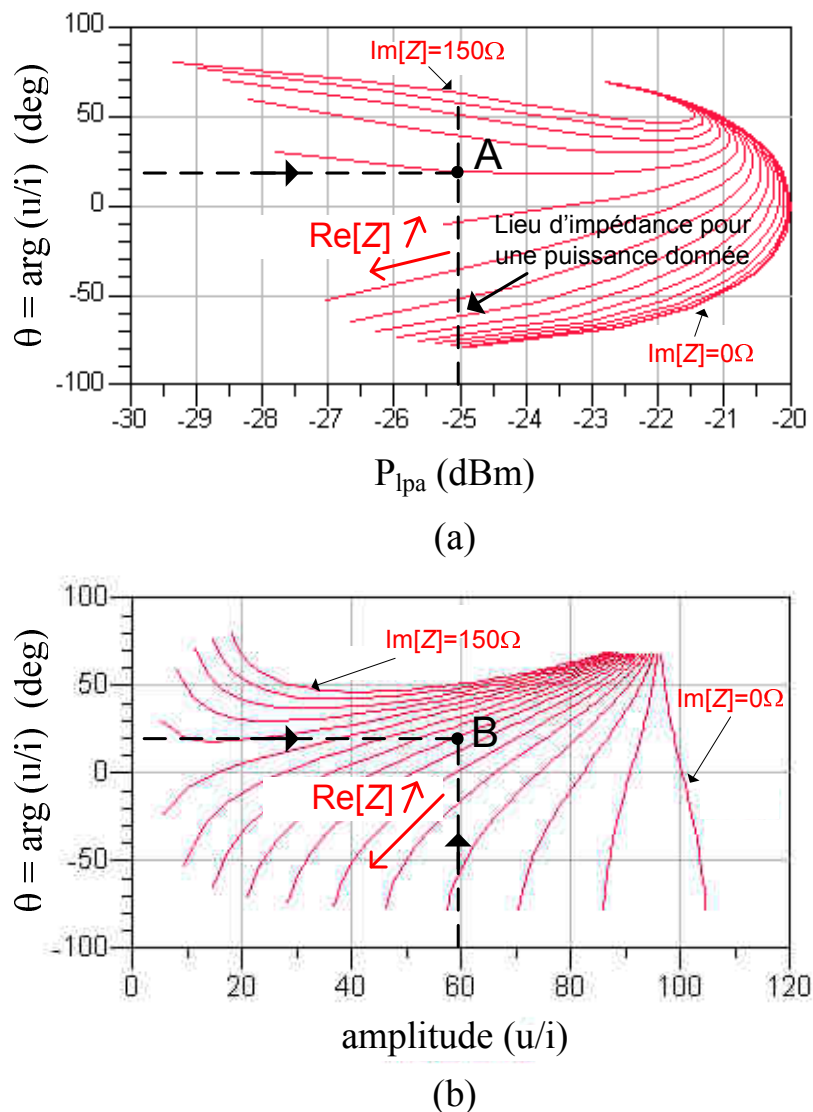 100
Im[Z]=150Ω
50
A
0
Re[Z]
Lieu d'impédance pour
une puissance donnée
-50
Im[Z]=0Ω
-100
-30 -29 -28 -27 -26 -25 -24 -23 -22 -21 -20
θ = arg (u/i) (deg)
P_lpa (dBm)
(a)
100
Im[Z]=150Ω
50
Im[Z]=0Ω
B
0
Re[Z]
-50
-100
0 20 40 60 80 100 120
θ = arg (u/i) (deg)
amplitude (u/i)
(b)